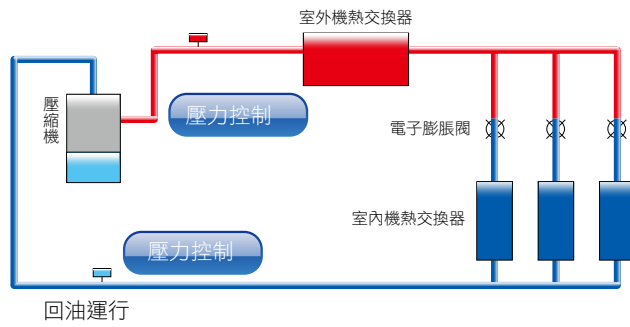 室外機熱交換器
壓縮機
壓力控制
電子膨脹閥
室內機熱交換器
壓力控制
回油運行